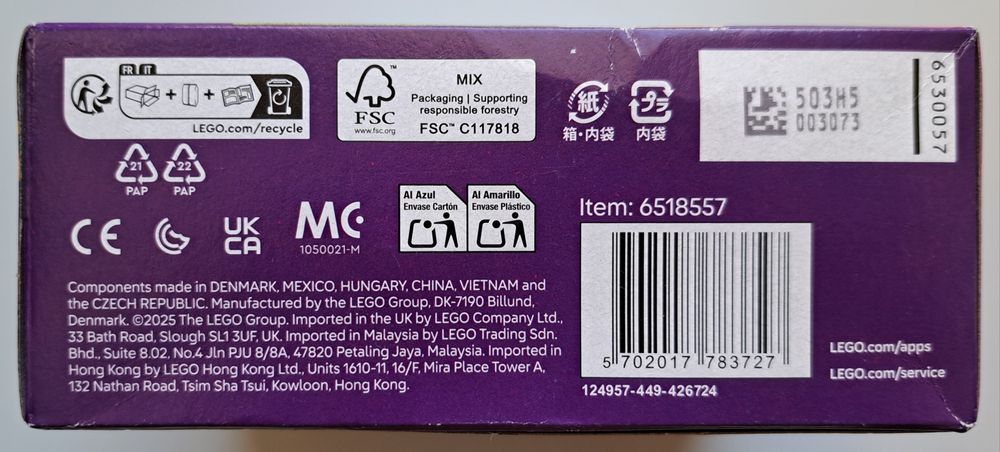 FR IT
LEGO.com/recycle
21
PAP
22
PAP
FSC
www.fsc.org
MIX
Packaging | Supporting
responsible forestry
FSC™ C117818
紙
箱・内袋
プラ
内袋
503H5
003073
6530057
CE
UK
CA
MC
1050021-M
Al Azul
Envase Cartón
Al Amarillo
Envase Plástico
Item: 6518557
5 702017 783727
124957-449-426724
Components made in DENMARK, MEXICO, HUNGARY, CHINA, VIETNAM and
the CZECH REPUBLIC. Manufactured by the LEGO Group, DK-7190 Billund,
Denmark. ©2025 The LEGO Group. Imported in the UK by LEGO Company Ltd.,
33 Bath Road, Slough SL1 3UF, UK. Imported in Malaysia by LEGO Trading Sdn.
Bhd., Suite 8.02, No.4 Jln PJU 8/8A, 47820 Petaling Jaya, Malaysia. Imported in
Hong Kong by LEGO Hong Kong Ltd., Units 1610-11, 16/F, Mira Place Tower A,
132 Nathan Road, Tsim Sha Tsui, Kowloon, Hong Kong.
LEGO.com/apps
LEGO.com/service